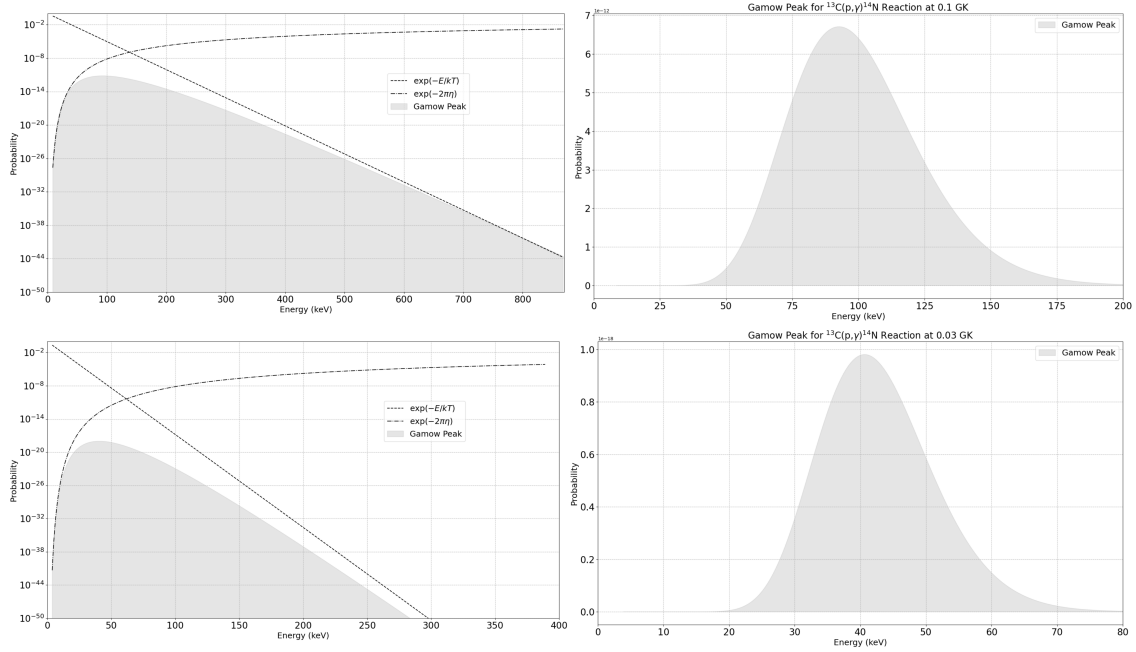 10⁻²
10⁻⁸
10⁻¹⁴
10⁻²⁰
10⁻²⁶
10⁻³²
10⁻³⁸
10⁻⁴⁴
10⁻⁵⁰
Probability
0 100 200 300 400 500 600 700 800
Energy (keV)
exp(−E/kT)
exp(−2πη)
Gamow Peak
Gamow Peak for ¹³C(p,γ)¹⁴N Reaction at 0.1 GK
1e-12
7
6
5
4
3
2
1
0
Probability
0 25 50 75 100 125 150 175 200
Energy (keV)
Gamow Peak
10⁻²
10⁻⁸
10⁻¹⁴
10⁻²⁰
10⁻²⁶
10⁻³²
10⁻³⁸
10⁻⁴⁴
10⁻⁵⁰
Probability
0 50 100 150 200 250 300 350 400
Energy (keV)
exp(−E/kT)
exp(−2πη)
Gamow Peak
Gamow Peak for ¹³C(p,γ)¹⁴N Reaction at 0.03 GK
1e-18
1.0
0.8
0.6
0.4
0.2
0.0
Probability
0 10 20 30 40 50 60 70 80
Energy (keV)
Gamow Peak